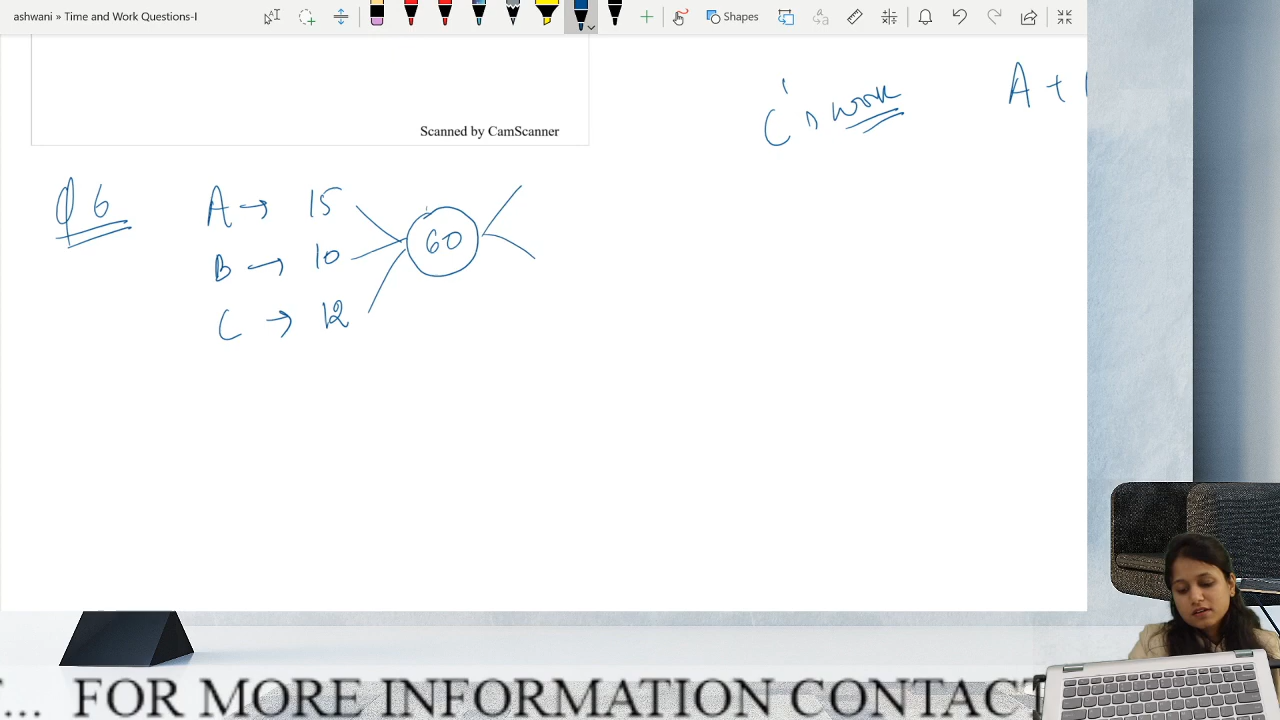 ashwani » Time and Work Questions-I
Shapes
Scanned by CamScanner
C's work
A +
Q 6
A → 15
B → 10
C → 12
60
... FOR MORE INFORMATION CONTACT